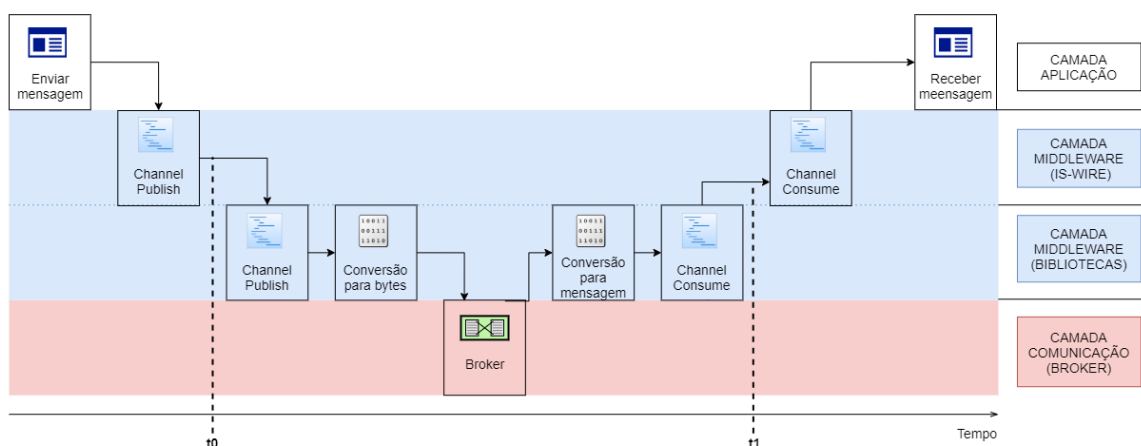 Enviar
mensagem
Receber
meensagem
CAMADA
APLICAÇÃO
Channel
Publish
Channel
Consume
CAMADA
MIDDLEWARE
(IS-WIRE)
10011
00111
11010
10011
00111
11010
Channel
Publish
Conversão
para bytes
Conversão
para
mensagem
Channel
Consume
CAMADA
MIDDLEWARE
(BIBLIOTECAS)
Broker
CAMADA
COMUNICAÇÃO
(BROKER)
Tempo
t0
t1